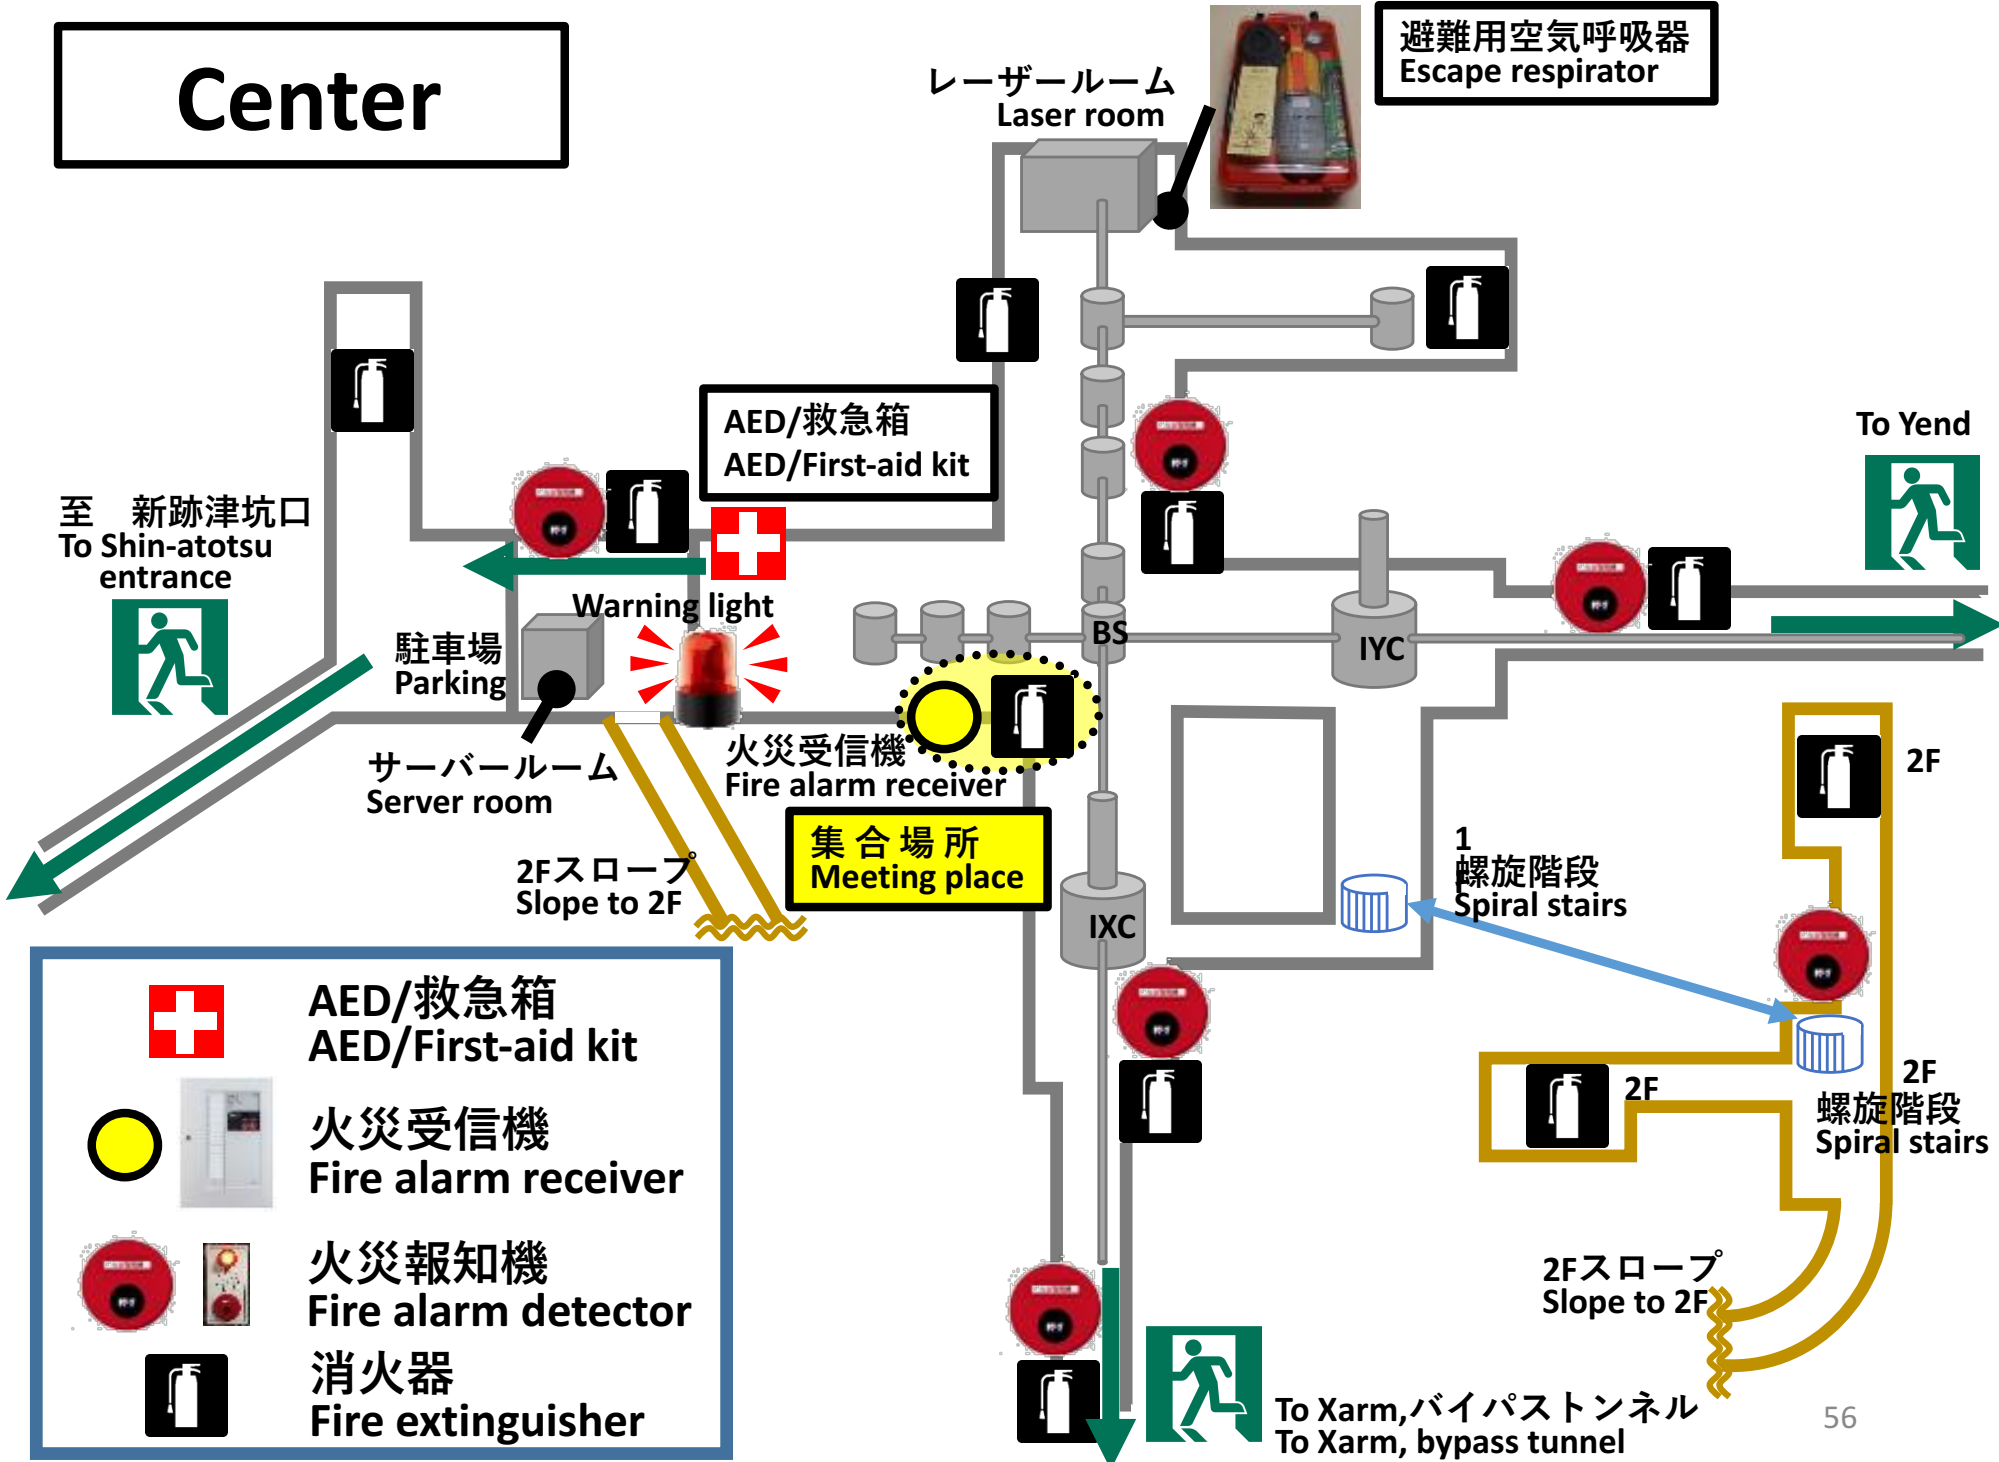 Center
避難用空気呼吸器
Escape respirator
レーザールーム
Laser room
AED/救急箱
AED/First-aid kit
To Yend
至　新跡津坑口
To Shin-atotsu
entrance
Warning light
駐車場
Parking
BS
IYC
サーバールーム
Server room
火災受信機
Fire alarm receiver
集合場所
Meeting place
2Fスロープ
Slope to 2F
IXC
1
螺旋階段
Spiral stairs
2F
2F
2F
螺旋階段
Spiral stairs
2Fスロープ
Slope to 2F
To Xarm,バイパストンネル
To Xarm, bypass tunnel
AED/救急箱
AED/First-aid kit
火災受信機
Fire alarm receiver
火災報知機
Fire alarm detector
消火器
Fire extinguisher
56